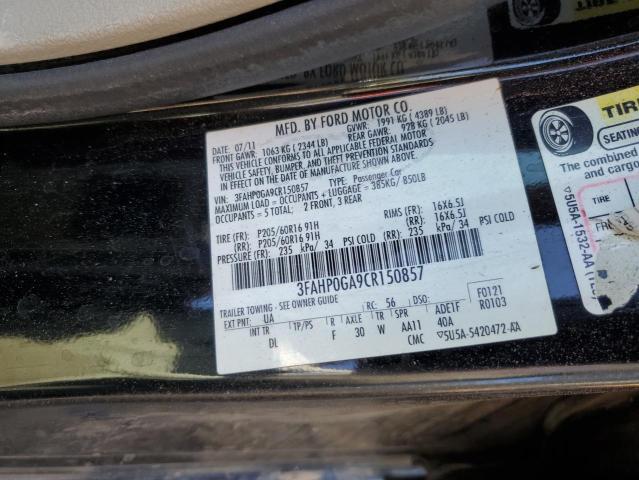 MFD. BY FORD MOTOR CO.
DATE: 07/11 GVWR: 1991 KG ( 4389 LB)
FRONT GAWR: 1063 KG ( 2344 LB) REAR GAWR: 928 KG ( 2045 LB)
THIS VEHICLE CONFORMS TO ALL APPLICABLE FEDERAL MOTOR
VEHICLE SAFETY, BUMPER, AND THEFT PREVENTION STANDARDS
IN EFFECT ON THE DATE OF MANUFACTURE SHOWN ABOVE.
VIN: 3FAHP0GA9CR150857 TYPE: Passenger Car
MAXIMUM LOAD = OCCUPANTS + LUGGAGE = 385KG/ 850LB
OCCUPANTS = 5 TOTAL: 2 FRONT, 3 REAR
TIRE (FR): P205/60R16 91H RIMS (FR): 16X6.5J
(RR): P205/60R16 91H (RR): 16X6.5J
PRESSURE (FR): 235 kPa/ 34 PSI COLD (RR): 235 kPa/ 34 PSI COLD
3FAHP0GA9CR150857
TRAILER TOWING - SEE OWNER GUIDE
EXT PNT: UA RC: 56 DSO: F0121
INT TR TP/PS R AXLE TR SPR ADE1F R0103
DL F 30 W AA11 40A
CMC ▽5U5A-5420472-AA
TIR
SEATIN
The combined
and cargo
TIRE
▽5U5A-1532-AA